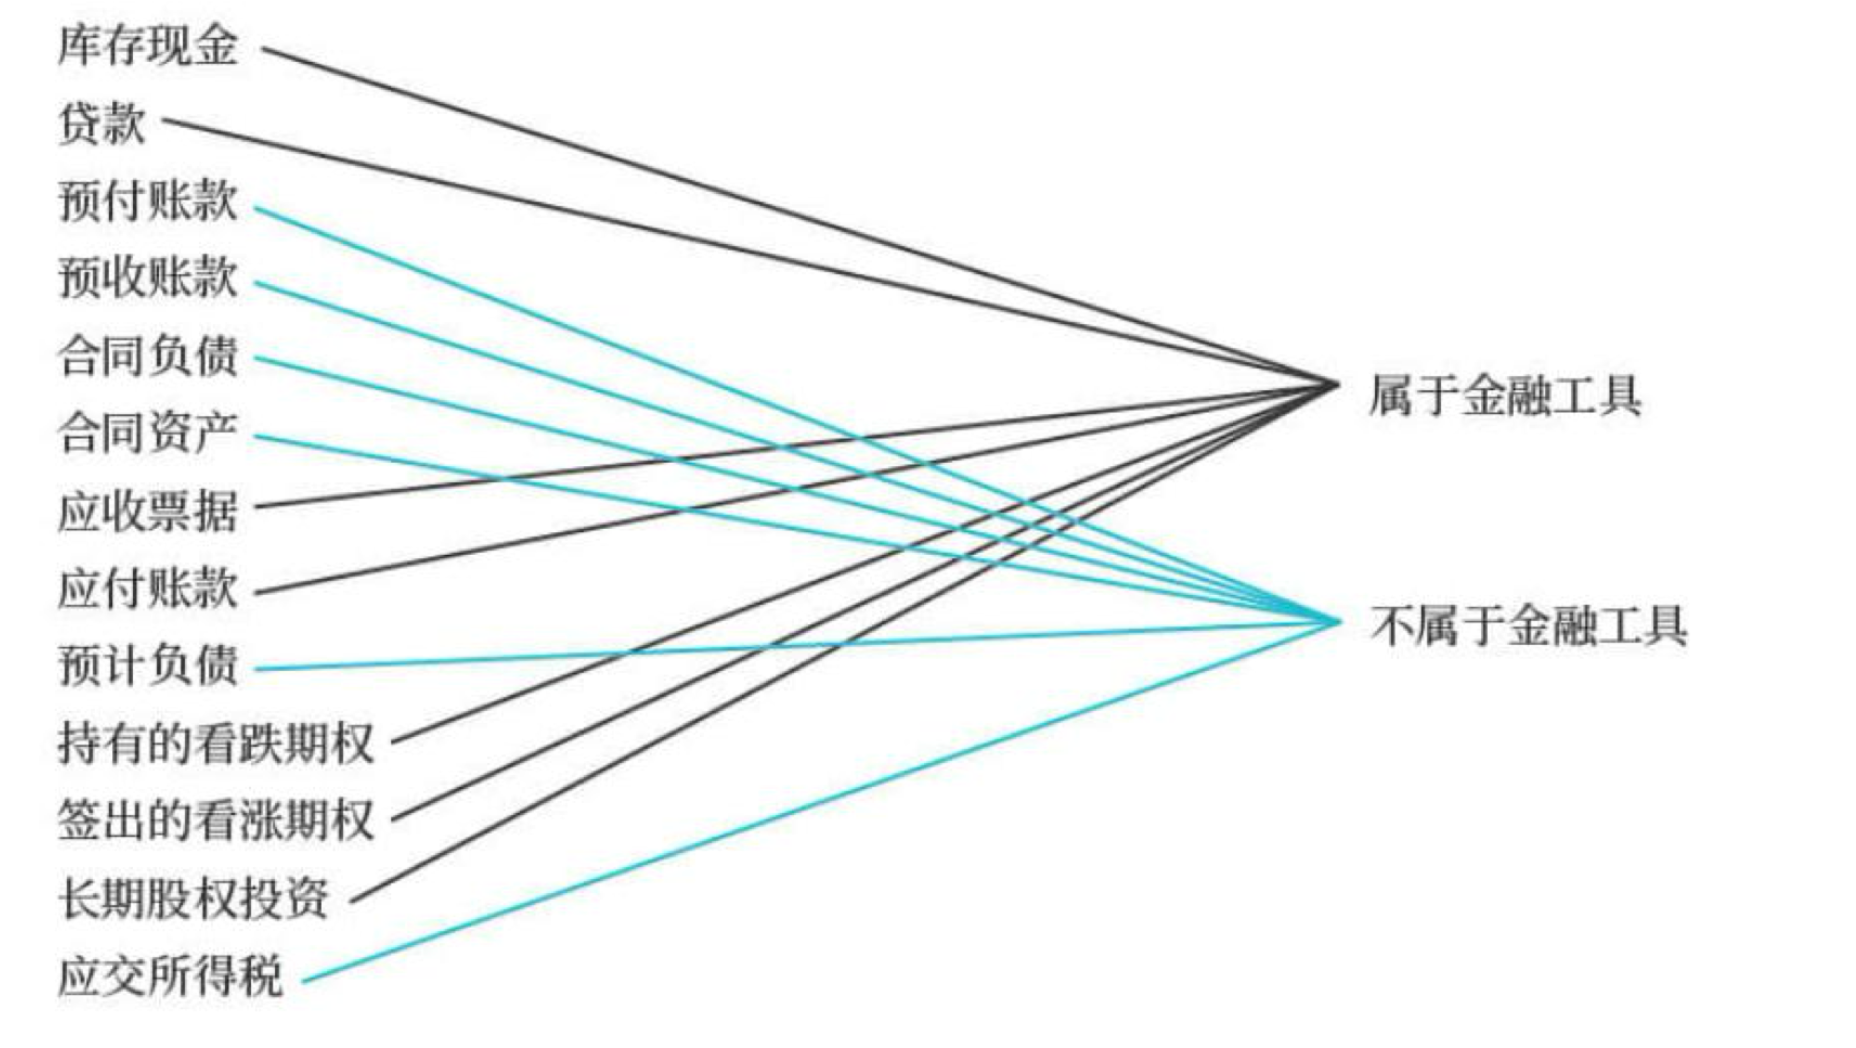 库存现金
贷款
预付账款
预收账款
合同负债
合同资产
应收票据
应付账款
预计负债
持有的看跌期权
签出的看涨期权
长期股权投资
应交所得税
属于金融工具
不属于金融工具